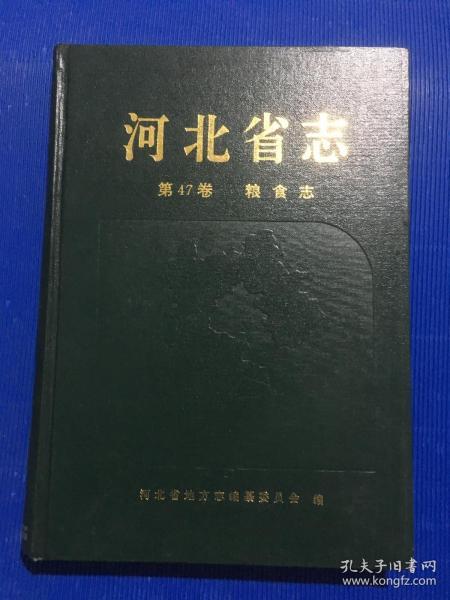 河北省志
第47卷 粮食志
河北省地方志编纂委员会 编
孔夫子旧书网
www.kongfz.com